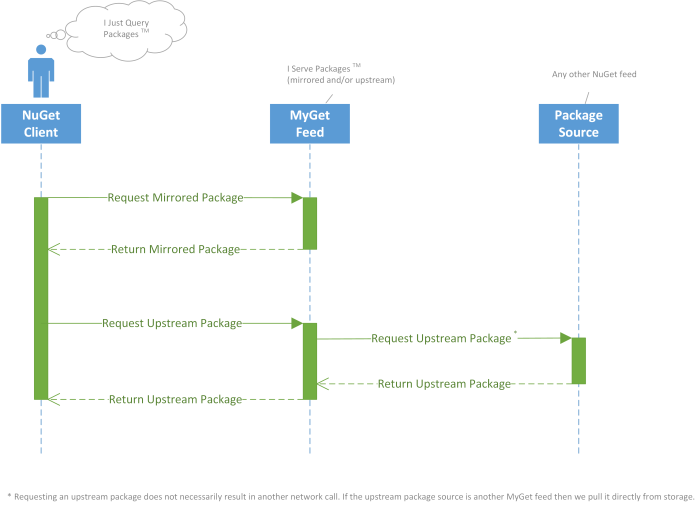 I Just Query
Packages ™
I Serve Packages ™
(mirrored and/or upstream)
Any other NuGet feed
NuGet
Client
MyGet
Feed
Package
Source
Request Mirrored Package
Return Mirrored Package
Request Upstream Package
Request Upstream Package *
Return Upstream Package
Return Upstream Package
* Requesting an upstream package does not necessarily result in another network call. If the upstream package source is another MyGet feed then we pull it directly from storage.